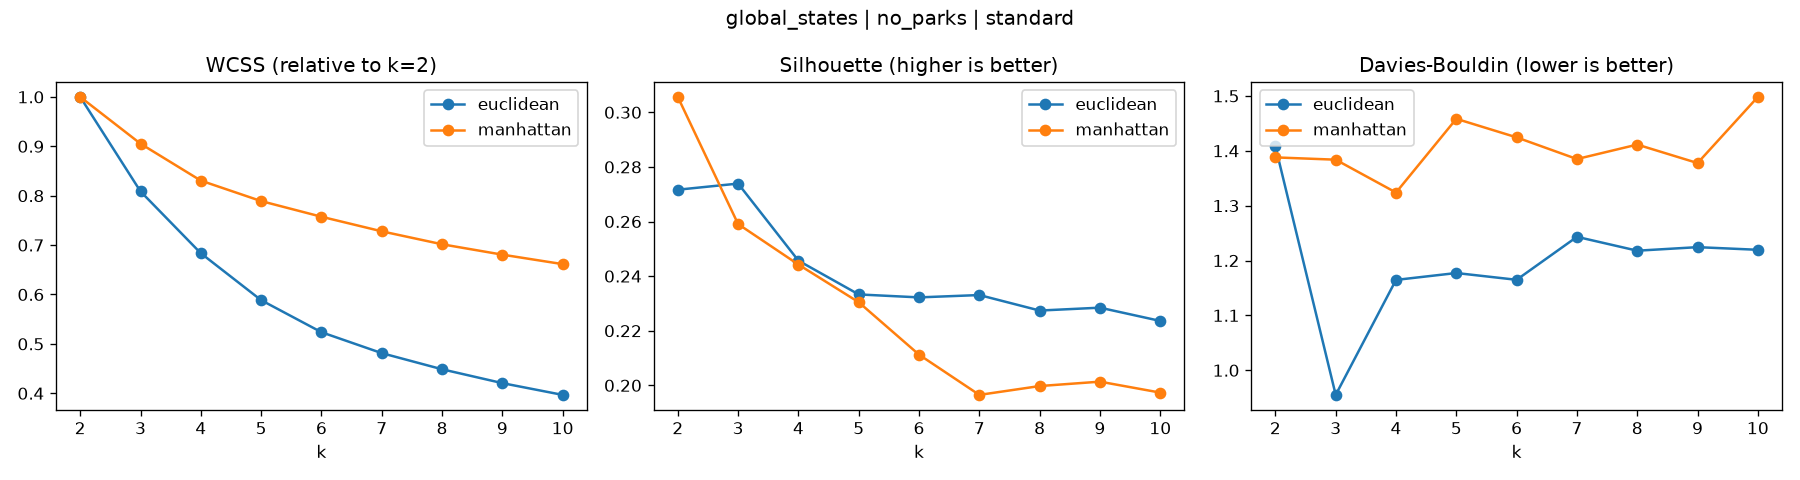 global_states | no_parks | standard
WCSS (relative to k=2)
1.0
0.9
0.8
0.7
0.6
0.5
0.4
2 3 4 5 6 7 8 9 10
k
euclidean
manhattan
Silhouette (higher is better)
0.30
0.28
0.26
0.24
0.22
0.20
2 3 4 5 6 7 8 9 10
k
euclidean
manhattan
Davies-Bouldin (lower is better)
1.5
1.4
1.3
1.2
1.1
1.0
2 3 4 5 6 7 8 9 10
k
euclidean
manhattan